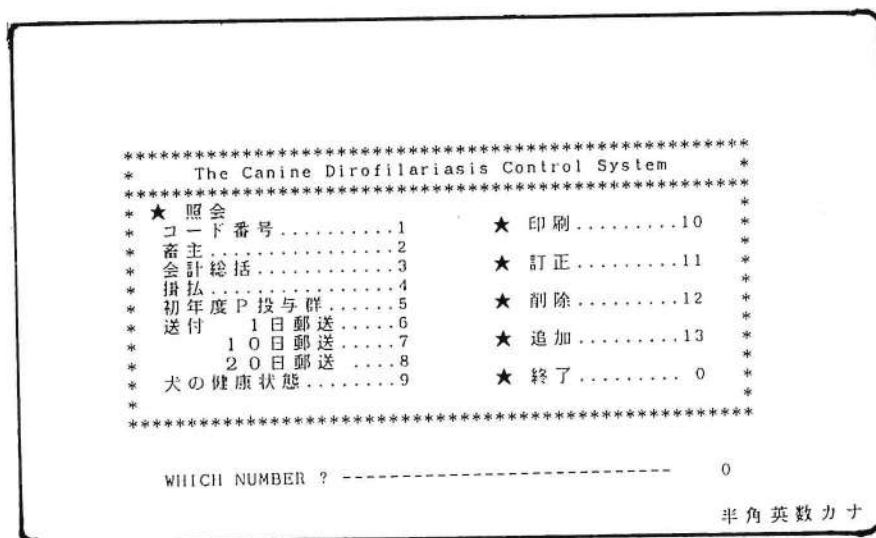 ***************************************************
* The Canine Dirofilariasis Control System *
***************************************************
* ★ 照会 *
* コード番号..........1 ★ 印刷.........10 *
* 畜主................2 *
* 会計総括............3 ★ 訂正.........11 *
* 掛払................4 *
* 初年度P投与群......5 ★ 削除.........12 *
* 送付 1日郵送.....6 *
* 10日郵送.....7 ★ 追加.........13 *
* 20日郵送 ....8 *
* 犬の健康状態........9 ★ 終了......... 0 *
* *
***************************************************
WHICH NUMBER ? ---------------------------- 0
半角英数カナ